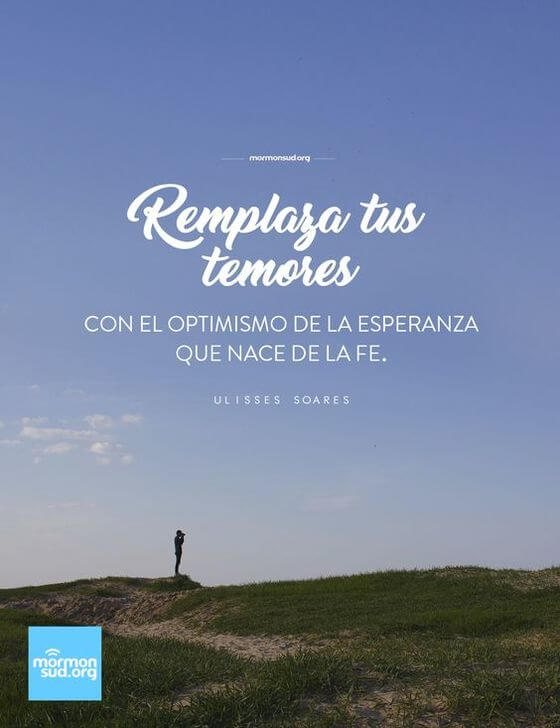 mormonsud.org
Remplaza tus
temores
CON EL OPTIMISMO DE LA ESPERANZA
QUE NACE DE LA FE.
ULISSES SOARES
mormon
sud.org